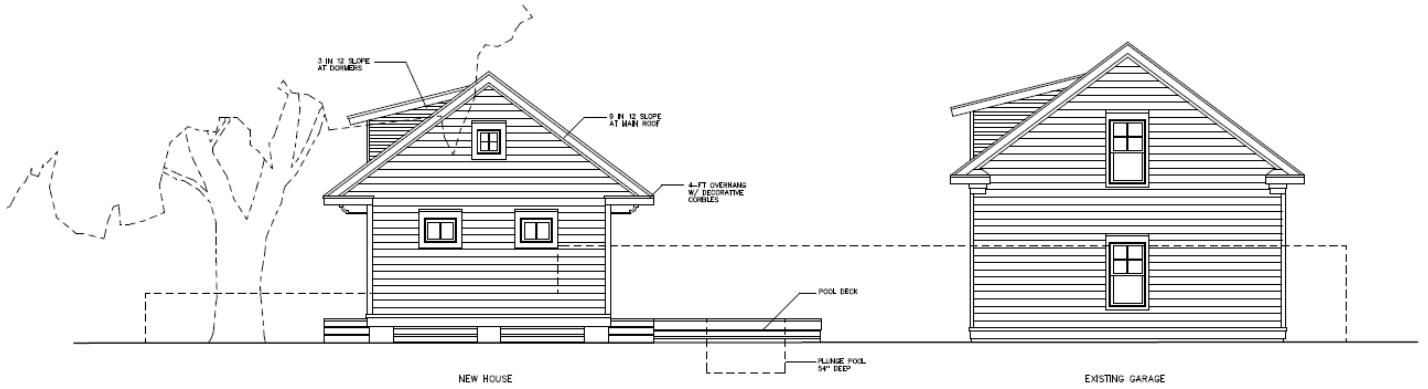 3 IN 12 SLOPE
AT DORMERS
9 IN 12 SLOPE
AT MAIN ROOF
4-FT OVERHANG
W/ DECORATIVE
CORBLES
POOL DECK
PLUNGE POOL
54" DEEP
NEW HOUSE
EXISTING GARAGE